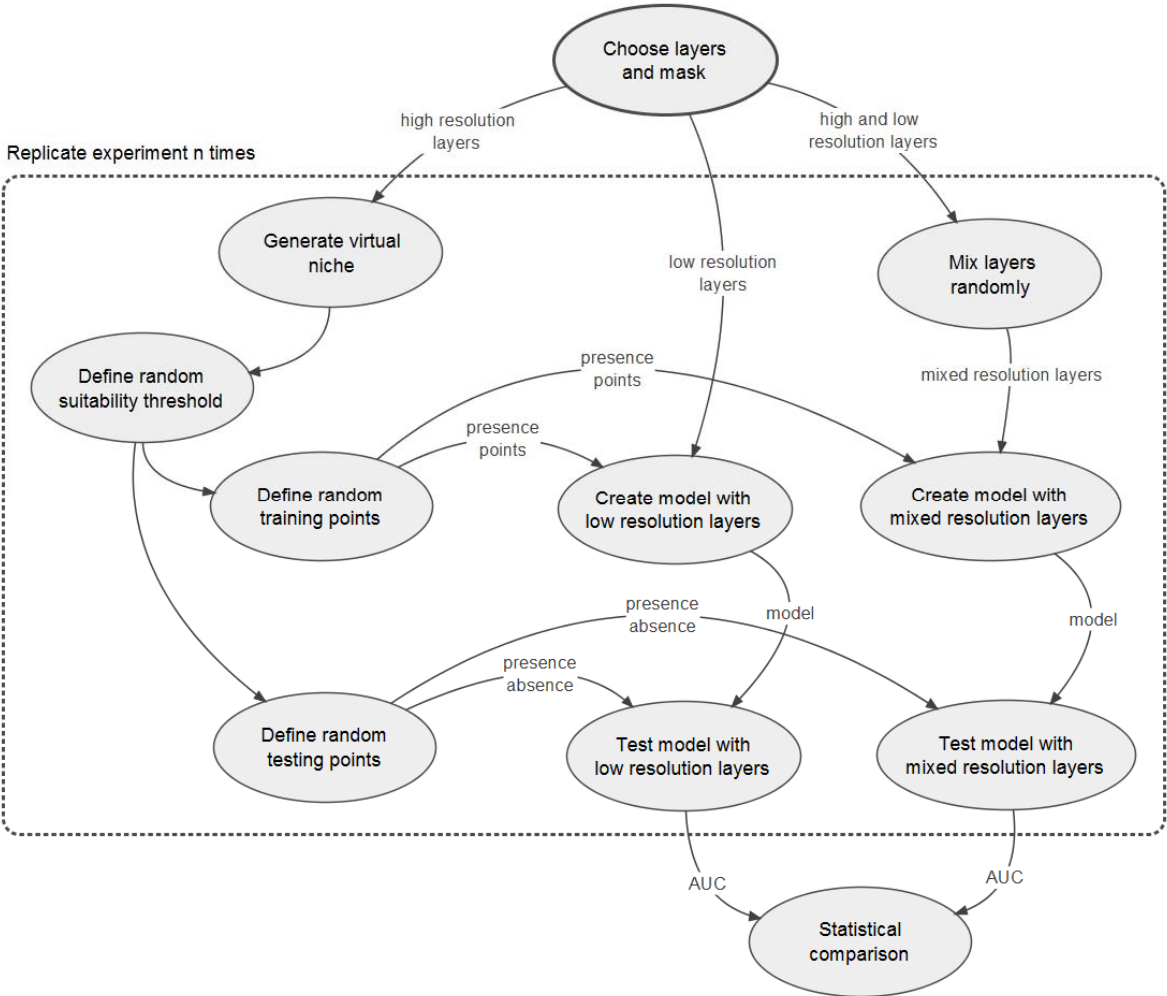 Choose layers
and mask
high resolution
layers
high and low
resolution layers
Replicate experiment n times
Generate virtual
niche
low resolution
layers
Mix layers
randomly
Define random
suitability threshold
presence
points
mixed resolution layers
presence
points
Define random
training points
Create model with
low resolution layers
Create model with
mixed resolution layers
presence
absence
model
model
presence
absence
Define random
testing points
Test model with
low resolution layers
Test model with
mixed resolution layers
AUC
AUC
Statistical
comparison